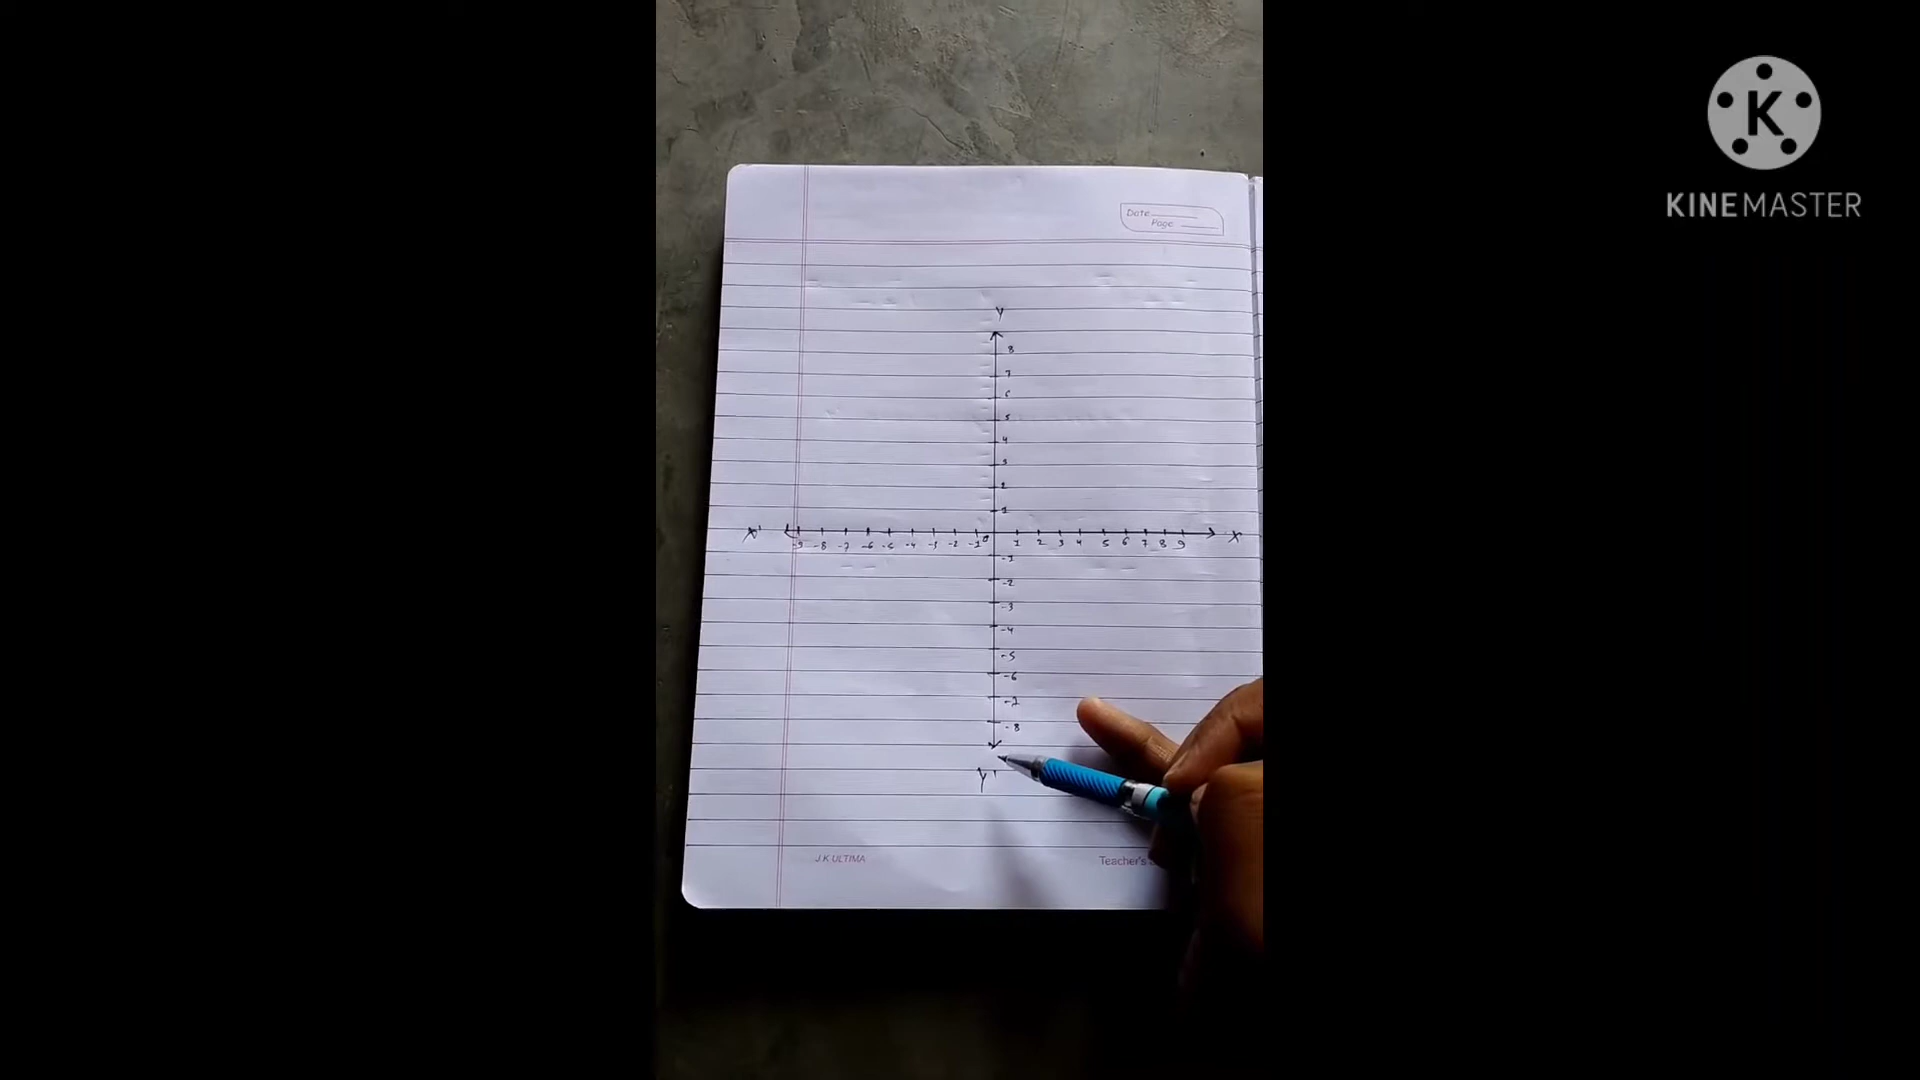 K
KINEMASTER
Date
Page
Y
8
7
6
5
4
3
2
1
X' -9 -8 -7 -6 -5 -4 -3 -2 -1 0 1 2 3 4 5 6 7 8 9 X
-1
-2
-3
-4
-5
-6
-7
-8
Y'
J K ULTIMA
Teacher's